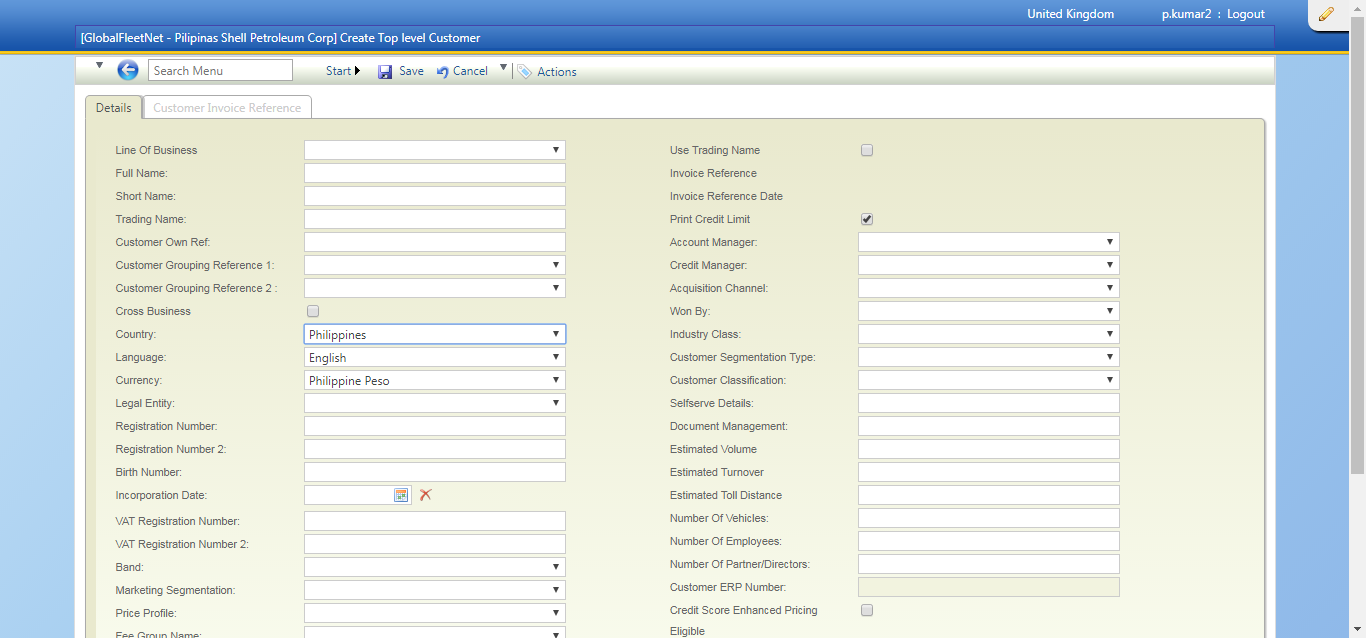 United Kingdom p.kumar2 : Logout
[GlobalFleetNet - Pilipinas Shell Petroleum Corp] Create Top level Customer
Search Menu Start Save Cancel Actions
Details Customer Invoice Reference
Line Of Business Use Trading Name
Full Name: Invoice Reference
Short Name: Invoice Reference Date
Trading Name: Print Credit Limit
Customer Own Ref: Account Manager:
Customer Grouping Reference 1: Credit Manager:
Customer Grouping Reference 2 : Acquisition Channel:
Cross Business Won By:
Country: Philippines Industry Class:
Language: English Customer Segmentation Type:
Currency: Philippine Peso Customer Classification:
Legal Entity: Selfserve Details:
Registration Number: Document Management:
Registration Number 2: Estimated Volume
Birth Number: Estimated Turnover
Incorporation Date: Estimated Toll Distance
VAT Registration Number: Number Of Vehicles:
VAT Registration Number 2: Number Of Employees:
Band: Number Of Partner/Directors:
Marketing Segmentation: Customer ERP Number:
Price Profile: Credit Score Enhanced Pricing
Fee Group Name: Eligible